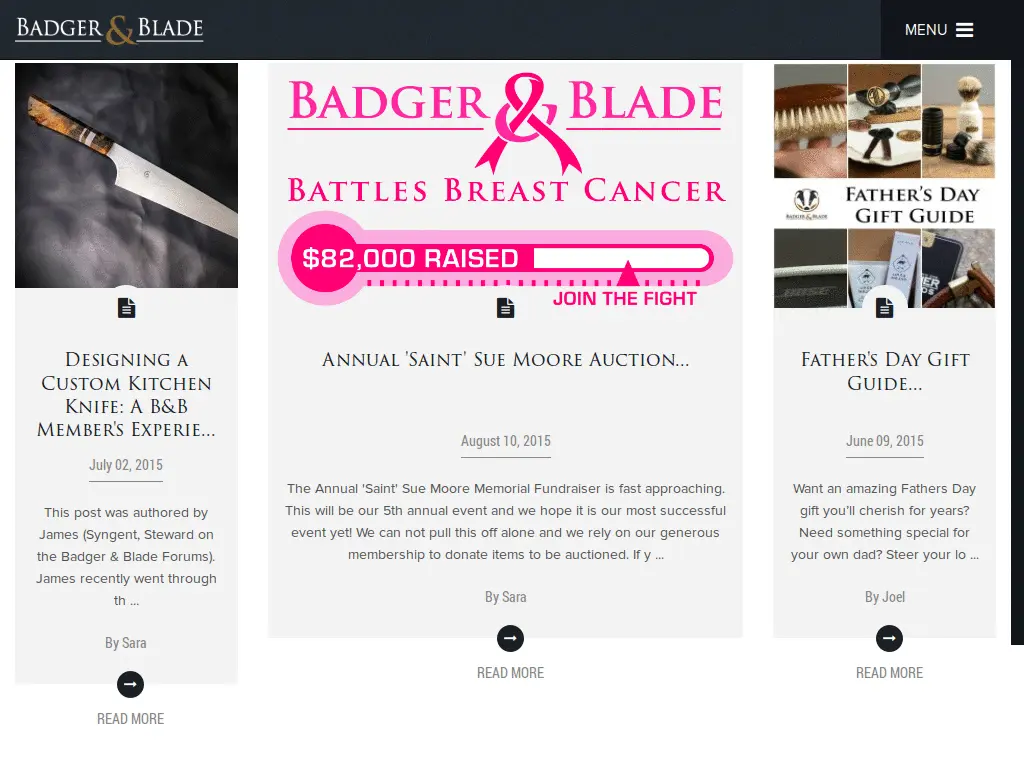 BADGER & BLADE
MENU
DESIGNING A
CUSTOM KITCHEN
KNIFE: A B&B
MEMBER'S EXPERIE...
July 02, 2015
This post was authored by
James (Syngent, Steward on
the Badger & Blade Forums).
James recently went through
th ...
By Sara
READ MORE
BADGER & BLADE
BATTLES BREAST CANCER
$82,000 RAISED
JOIN THE FIGHT
ANNUAL 'SAINT' SUE MOORE AUCTION...
August 10, 2015
The Annual 'Saint' Sue Moore Memorial Fundraiser is fast approaching.
This will be our 5th annual event and we hope it is our most successful
event yet! We can not pull this off alone and we rely on our generous
membership to donate items to be auctioned. If y ...
By Sara
READ MORE
BADGER & BLADE
FATHER'S DAY
GIFT GUIDE
FATHER'S DAY GIFT
GUIDE...
June 09, 2015
Want an amazing Fathers Day
gift you'll cherish for years?
Need something special for
your own dad? Steer your lo ...
By Joel
READ MORE